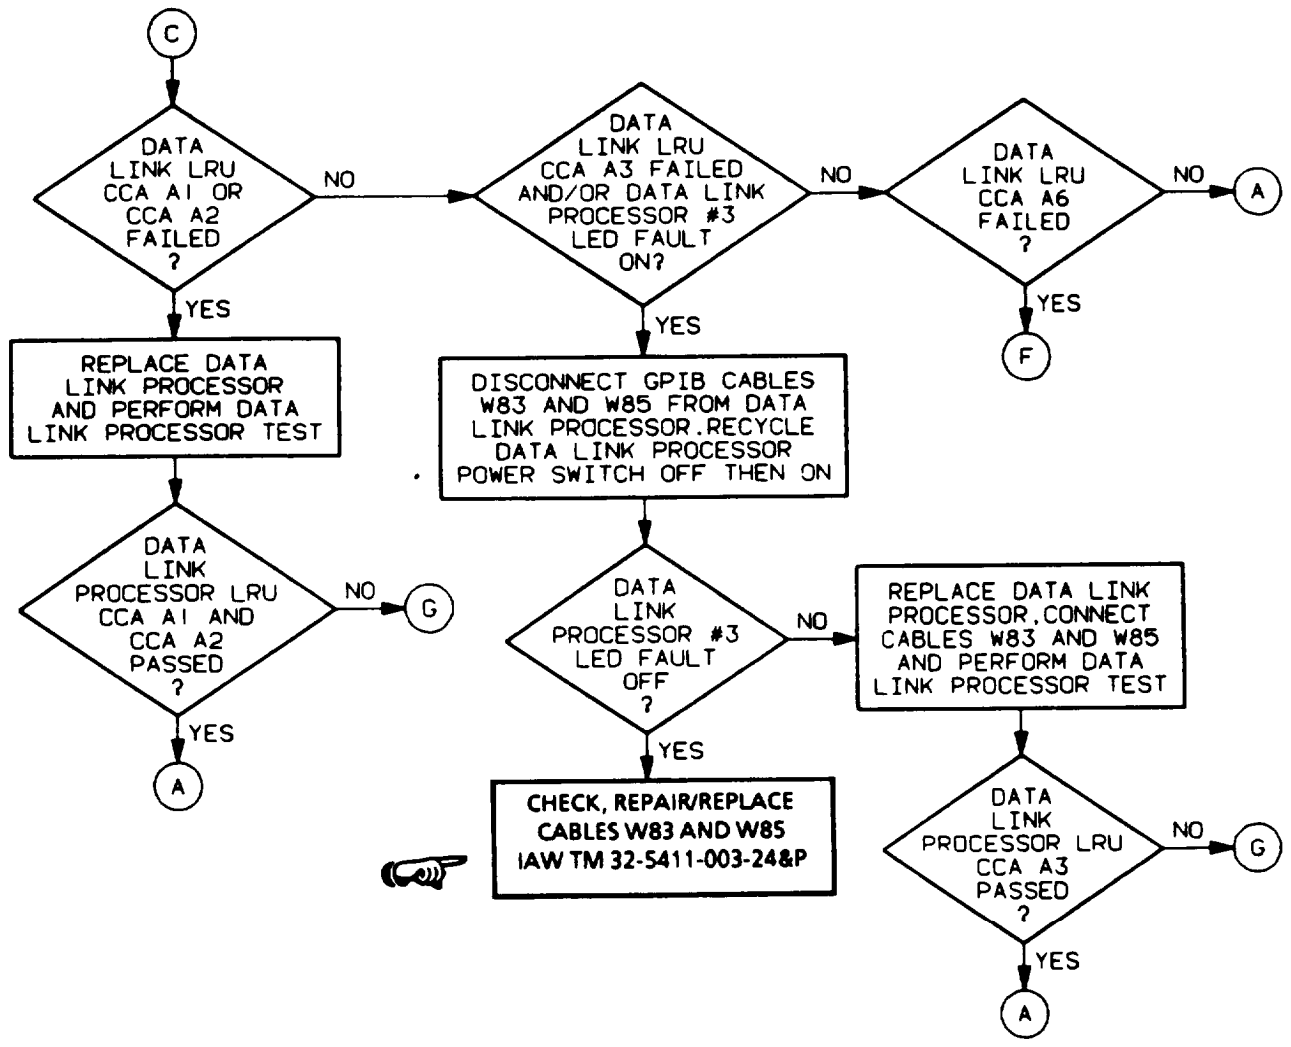 C
DATA
LINK LRU
CCA A1 OR
CCA A2
FAILED
?
NO
YES
DATA
LINK LRU
CCA A3 FAILED
AND/OR DATA LINK
PROCESSOR #3
LED FAULT
ON?
NO
YES
DATA
LINK LRU
CCA A6
FAILED
?
NO
A
YES
F
REPLACE DATA
LINK PROCESSOR
AND PERFORM DATA
LINK PROCESSOR TEST
DISCONNECT GPIB CABLES
W83 AND W85 FROM DATA
LINK PROCESSOR.RECYCLE
DATA LINK PROCESSOR
POWER SWITCH OFF THEN ON
DATA
LINK
PROCESSOR LRU
CCA A1 AND
CCA A2
PASSED
?
NO
G
YES
A
DATA
LINK
PROCESSOR #3
LED FAULT
OFF
?
NO
YES
REPLACE DATA LINK
PROCESSOR.CONNECT
CABLES W83 AND W85
AND PERFORM DATA
LINK PROCESSOR TEST
CHECK, REPAIR/REPLACE
CABLES W83 AND W85
IAW TM 32-5411-003-24&P
DATA
LINK
PROCESSOR LRU
CCA A3
PASSED
?
NO
G
YES
A